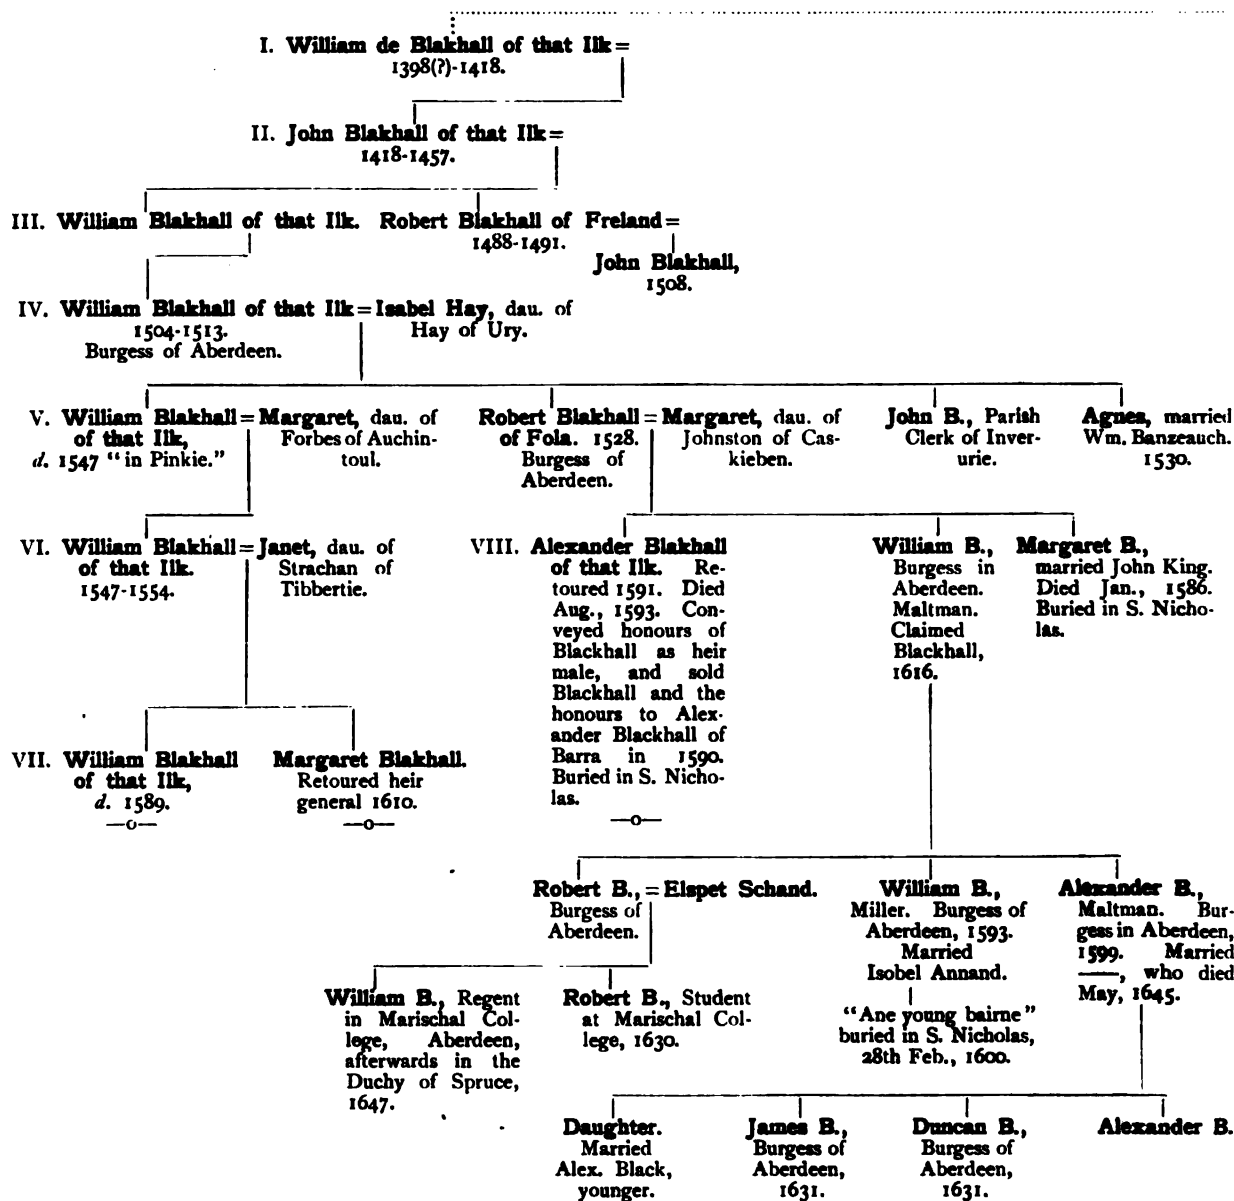 I. William de Blakhall of that Ilk =
1398(?)-1418.
II. John Blakhall of that Ilk =
1418-1457.
III. William Blakhall of that Ilk. Robert Blakhall of Freland =
1488-1491.
John Blakhall,
1508.
IV. William Blakhall of that Ilk = Isabel Hay, dau. of
1504-1513.
Hay of Ury.
Burgess of Aberdeen.
V. William Blakhall = Margaret, dau. of
of that Ilk,
Forbes of Auchin-
d. 1547 "in Pinkie."
toul.
Robert Blakhall = Margaret, dau. of
of Fola. 1528.
Johnston of Cas-
Burgess of
kieben.
Aberdeen.
John B., Parish
Clerk of Inver-
urie.
Agnes, married
Wm. Banzeauch.
1530.
VI. William Blakhall = Janet, dau. of
of that Ilk.
Strachan of
1547-1554.
Tibbertie.
VIII. Alexander Blakhall
of that Ilk. Re-
toured 1591. Died
Aug., 1593. Con-
veyed honours of
Blackhall as heir
male, and sold
Blackhall and the
honours to Alex-
ander Blackhall of
Barra in 1590.
Buried in S. Nicho-
las.
William B.,
Burgess in
Aberdeen.
Maltman.
Claimed
Blackhall,
1616.
Margaret B.,
married John King.
Died Jan., 1586.
Buried in S. Nicho-
las.
VII. William Blakhall
of that Ilk,
d. 1589.
Margaret Blakhall.
Retoured heir
general 1610.
Robert B., = Elspet Schand.
Burgess of
Aberdeen.
William B.,
Miller. Burgess of
Aberdeen, 1593.
Married
Isobel Annand.
Alexander B.,
Maltman. Bur-
gess in Aberdeen,
1599. Married
——, who died
May, 1645.
William B., Regent
in Marischal Col-
lege, Aberdeen,
afterwards in the
Duchy of Spruce,
1647.
Robert B., Student
at Marischal Col-
lege, 1630.
"Ane young bairne"
buried in S. Nicholas,
28th Feb., 1600.
Daughter.
Married
Alex. Black,
younger.
James B.,
Burgess of
Aberdeen,
1631.
Duncan B.,
Burgess of
Aberdeen,
1631.
Alexander B.